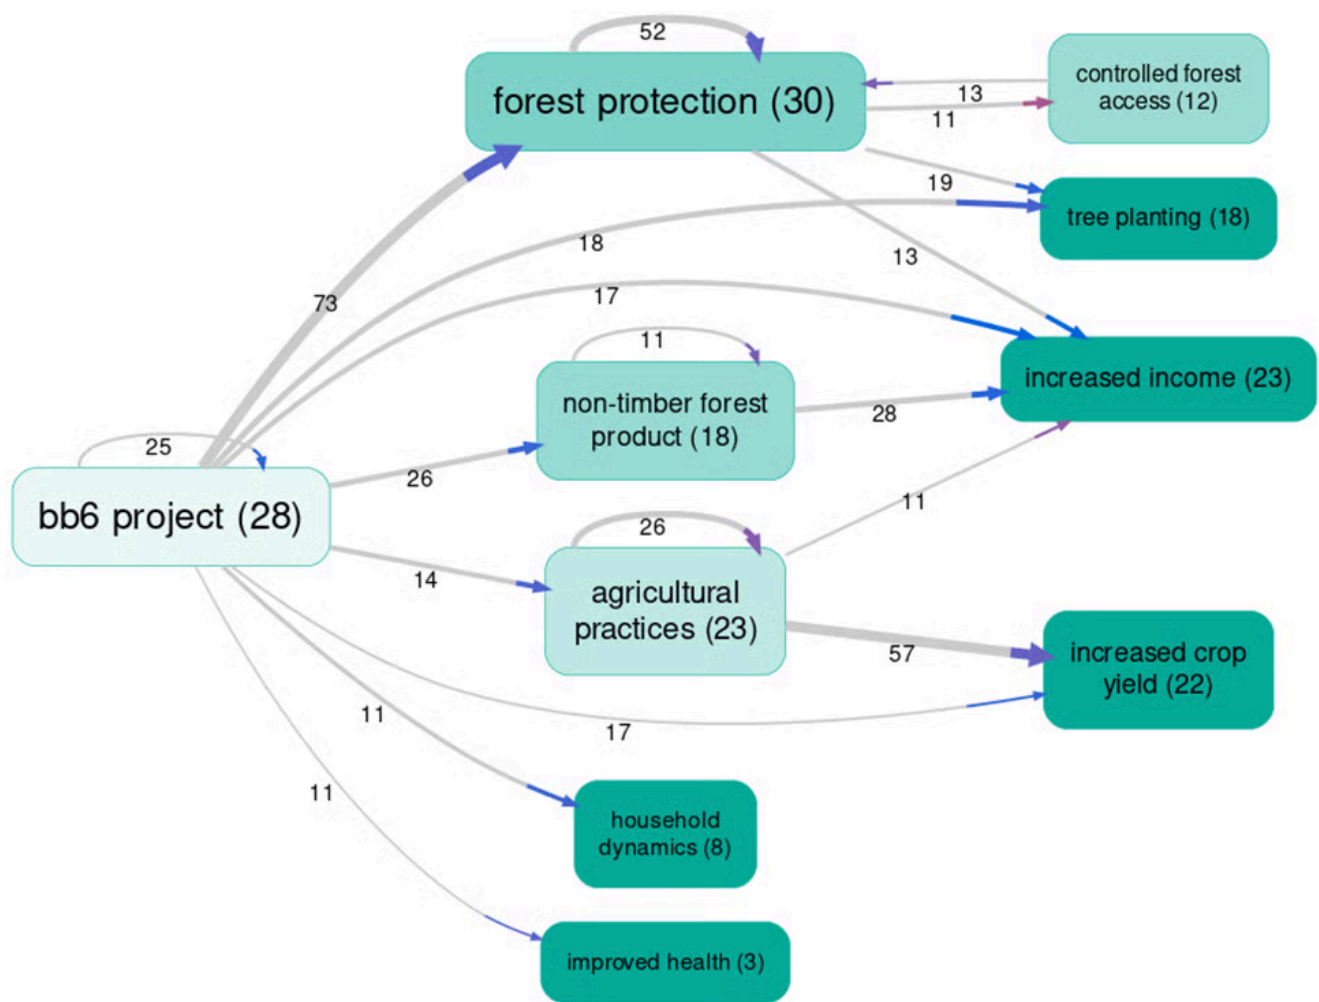 52
forest protection (30)
controlled forest
access (12)
13
11
19
tree planting (18)
18
13
73
17
11
increased income (23)
non-timber forest
product (18)
28
25
26
bb6 project (28)
11
26
14
agricultural
practices (23)
57
increased crop
yield (22)
11
17
11
household
dynamics (8)
improved health (3)